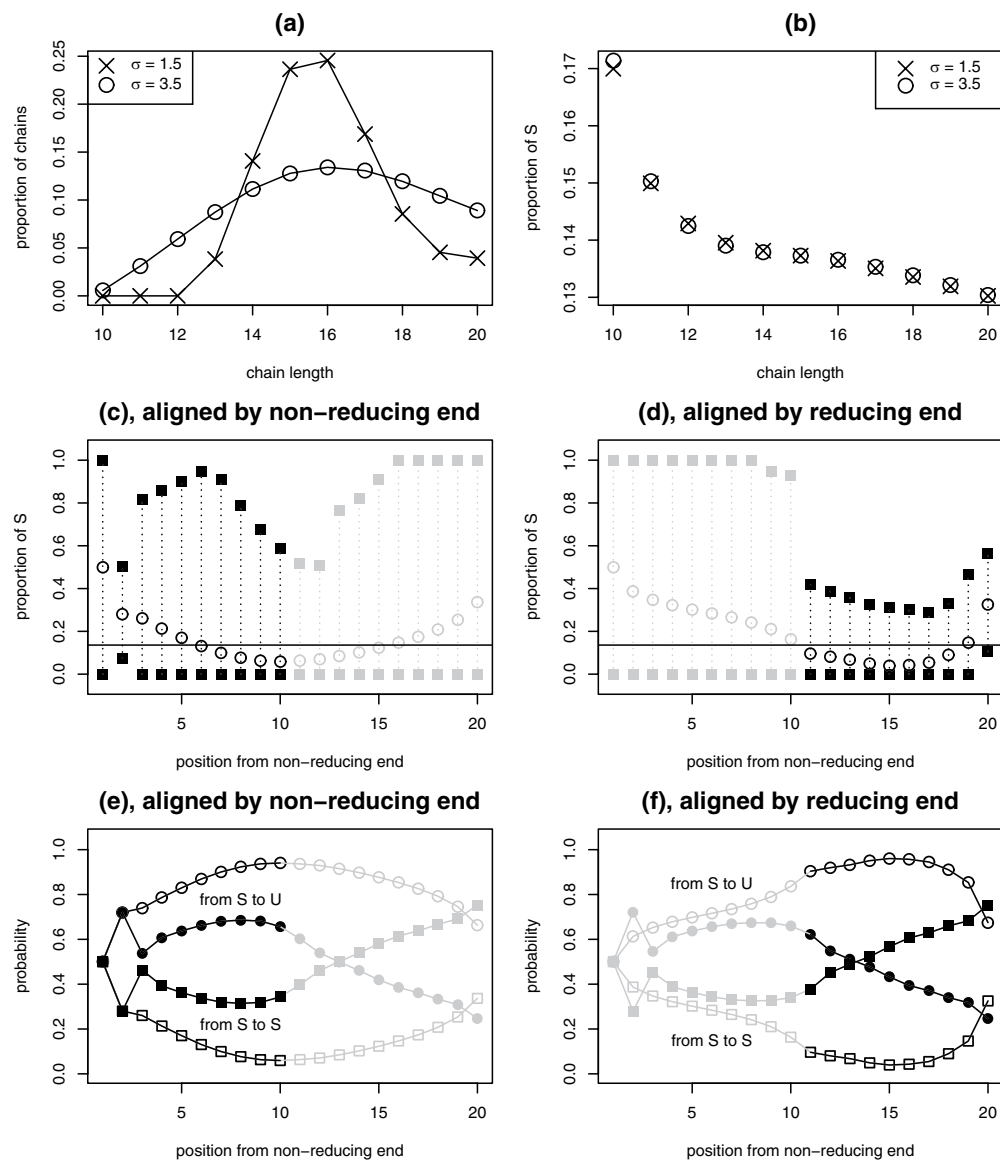 (a)
σ = 1.5
σ = 3.5
proportion of chains
0.00 0.05 0.10 0.15 0.20 0.25
10 12 14 16 18 20
chain length
(b)
σ = 1.5
σ = 3.5
proportion of S
0.13 0.14 0.15 0.16 0.17
10 12 14 16 18 20
chain length
(c), aligned by non−reducing end
proportion of S
0.0 0.2 0.4 0.6 0.8 1.0
5 10 15 20
position from non−reducing end
(d), aligned by reducing end
proportion of S
0.0 0.2 0.4 0.6 0.8 1.0
5 10 15 20
position from non−reducing end
(e), aligned by non−reducing end
probability
0.0 0.2 0.4 0.6 0.8 1.0
from S to U
from S to S
5 10 15 20
position from non−reducing end
(f), aligned by reducing end
probability
0.0 0.2 0.4 0.6 0.8 1.0
from S to U
from S to S
5 10 15 20
position from non−reducing end